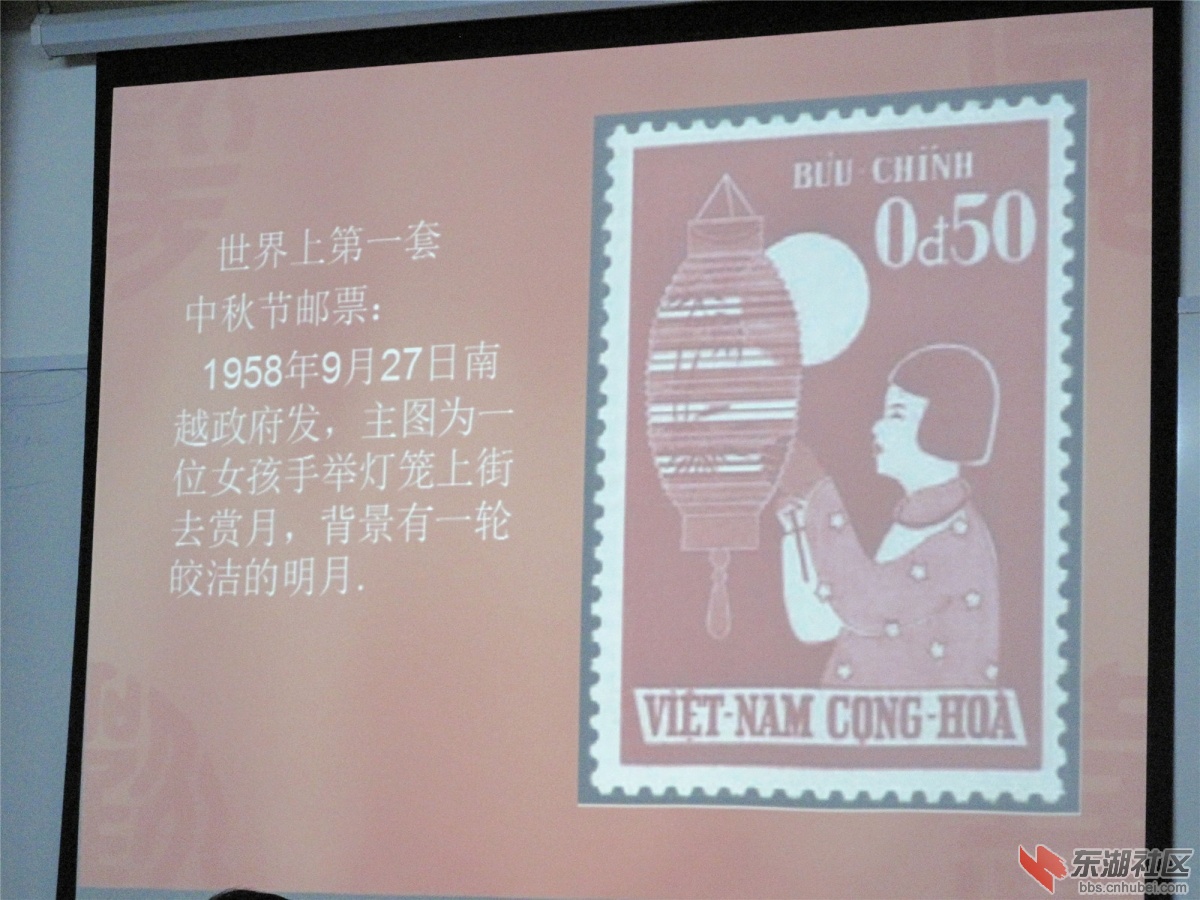 世界上第一套
中秋节邮票:
1958年9月27日南
越政府发，主图为一
位女孩手举灯笼上街
去赏月，背景有一轮
皎洁的明月.
BƯU-CHÍNH
0đ50
VIỆT-NAM CỘNG-HOÀ
东湖社区
bbs.cnhubei.com